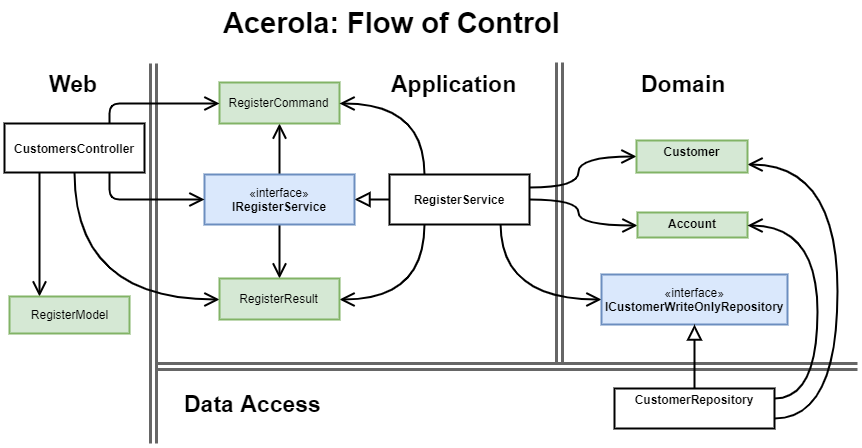 Acerola: Flow of Control
Web
Application
Domain
RegisterCommand
CustomersController
Customer
«interface»
IRegisterService
RegisterService
Account
RegisterModel
RegisterResult
«interface»
ICustomerWriteOnlyRepository
Data Access
CustomerRepository